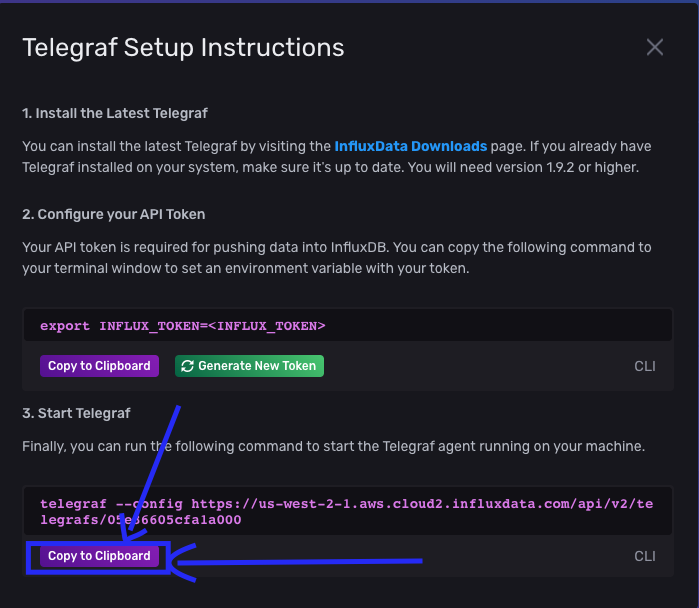 Telegraf Setup Instructions
1. Install the Latest Telegraf
You can install the latest Telegraf by visiting the InfluxData Downloads page. If you already have
Telegraf installed on your system, make sure it's up to date. You will need version 1.9.2 or higher.
2. Configure your API Token
Your API token is required for pushing data into InfluxDB. You can copy the following command to
your terminal window to set an environment variable with your token.
export INFLUX_TOKEN=<INFLUX_TOKEN>
Copy to Clipboard
Generate New Token
CLI
3. Start Telegraf
Finally, you can run the following command to start the Telegraf agent running on your machine.
telegraf --config https://us-west-2-1.aws.cloud2.influxdata.com/api/v2/te
legrafs/05e36605cfa1a000
Copy to Clipboard
CLI